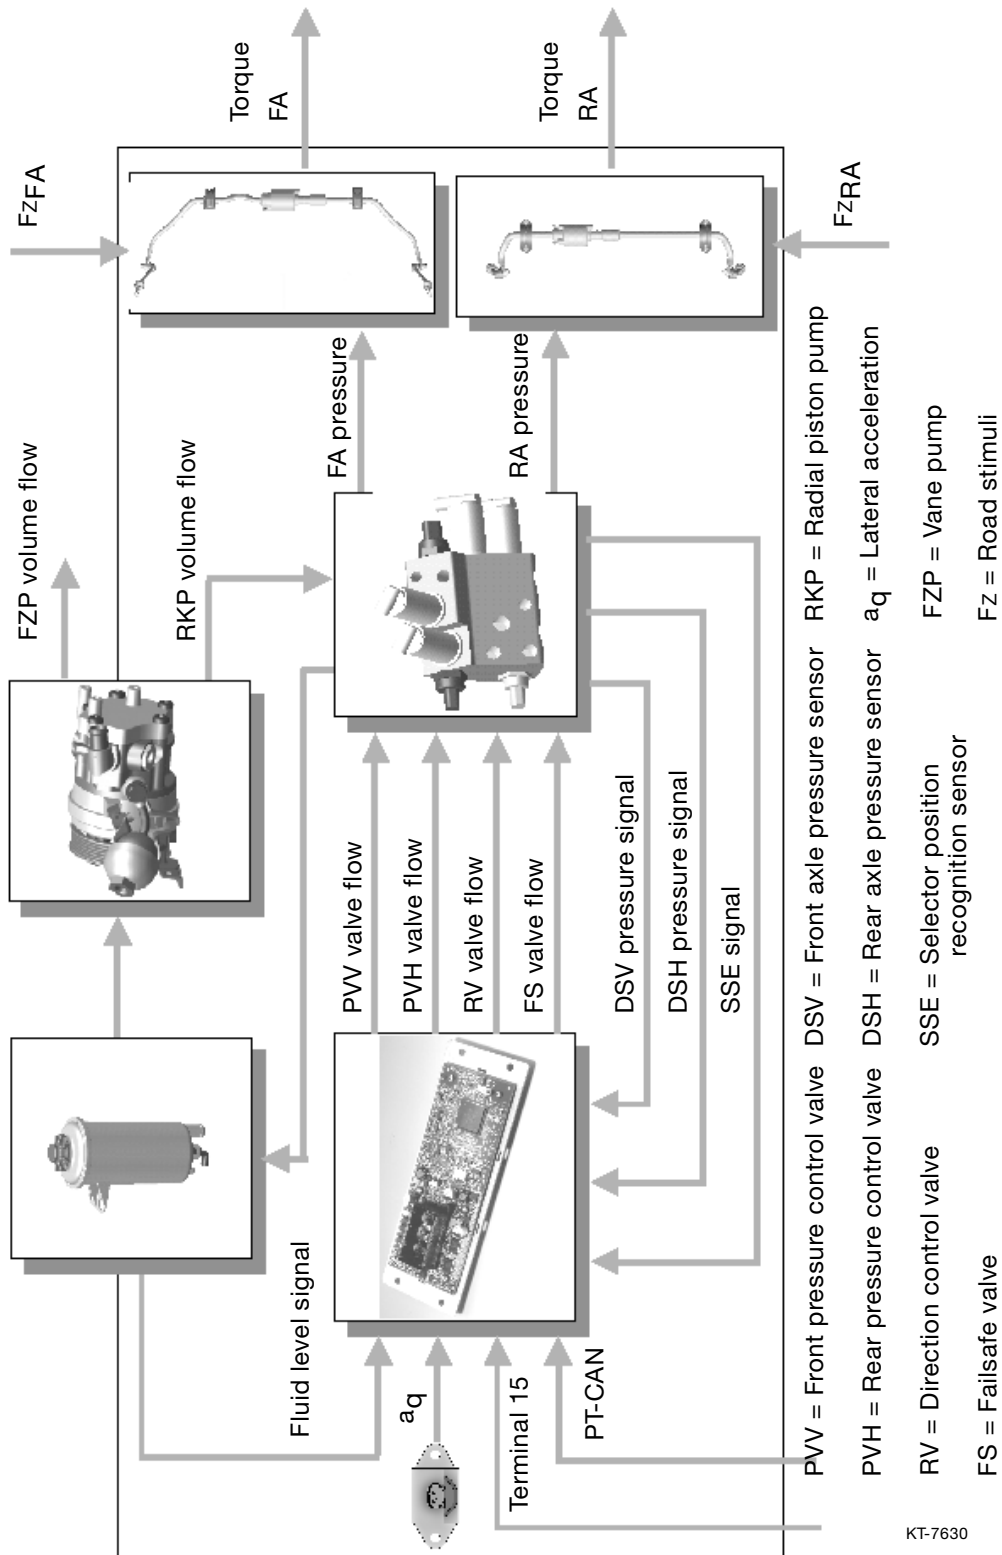 Torque
FA
Torque
RA
FzFA
FzRA
FA pressure
RA pressure
FZP volume flow
RKP volume flow
PVV valve flow
PVH valve flow
RV valve flow
FS valve flow
DSV pressure signal
DSH pressure signal
SSE signal
Fluid level signal
aq
Terminal 15
PT-CAN
PVV = Front pressure control valve
PVH = Rear pressure control valve
RV = Direction control valve
FS = Failsafe valve
DSV = Front axle pressure sensor
DSH = Rear axle pressure sensor
SSE = Selector position
recognition sensor
RKP = Radial piston pump
aq = Lateral acceleration
FZP = Vane pump
Fz = Road stimuli
KT-7630